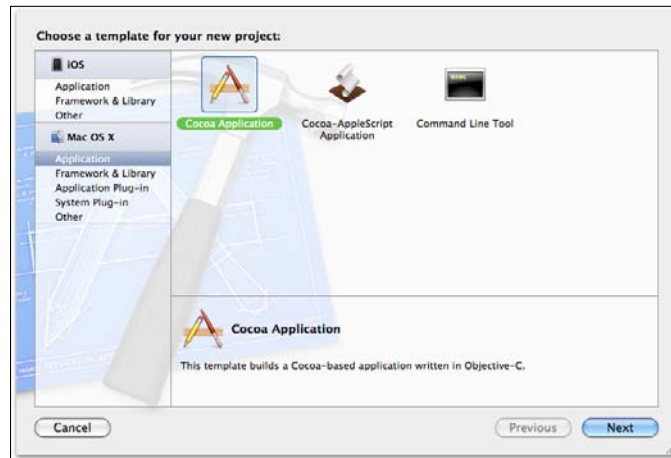 Choose a template for your new project:
iOS
Application
Framework & Library
Other
Mac OS X
Application
Framework & Library
Application Plug-in
System Plug-in
Other
Cocoa Application
Cocoa-AppleScript
Application
Command Line Tool
Cocoa Application
This template builds a Cocoa-based application written in Objective-C.
Cancel
Previous
Next